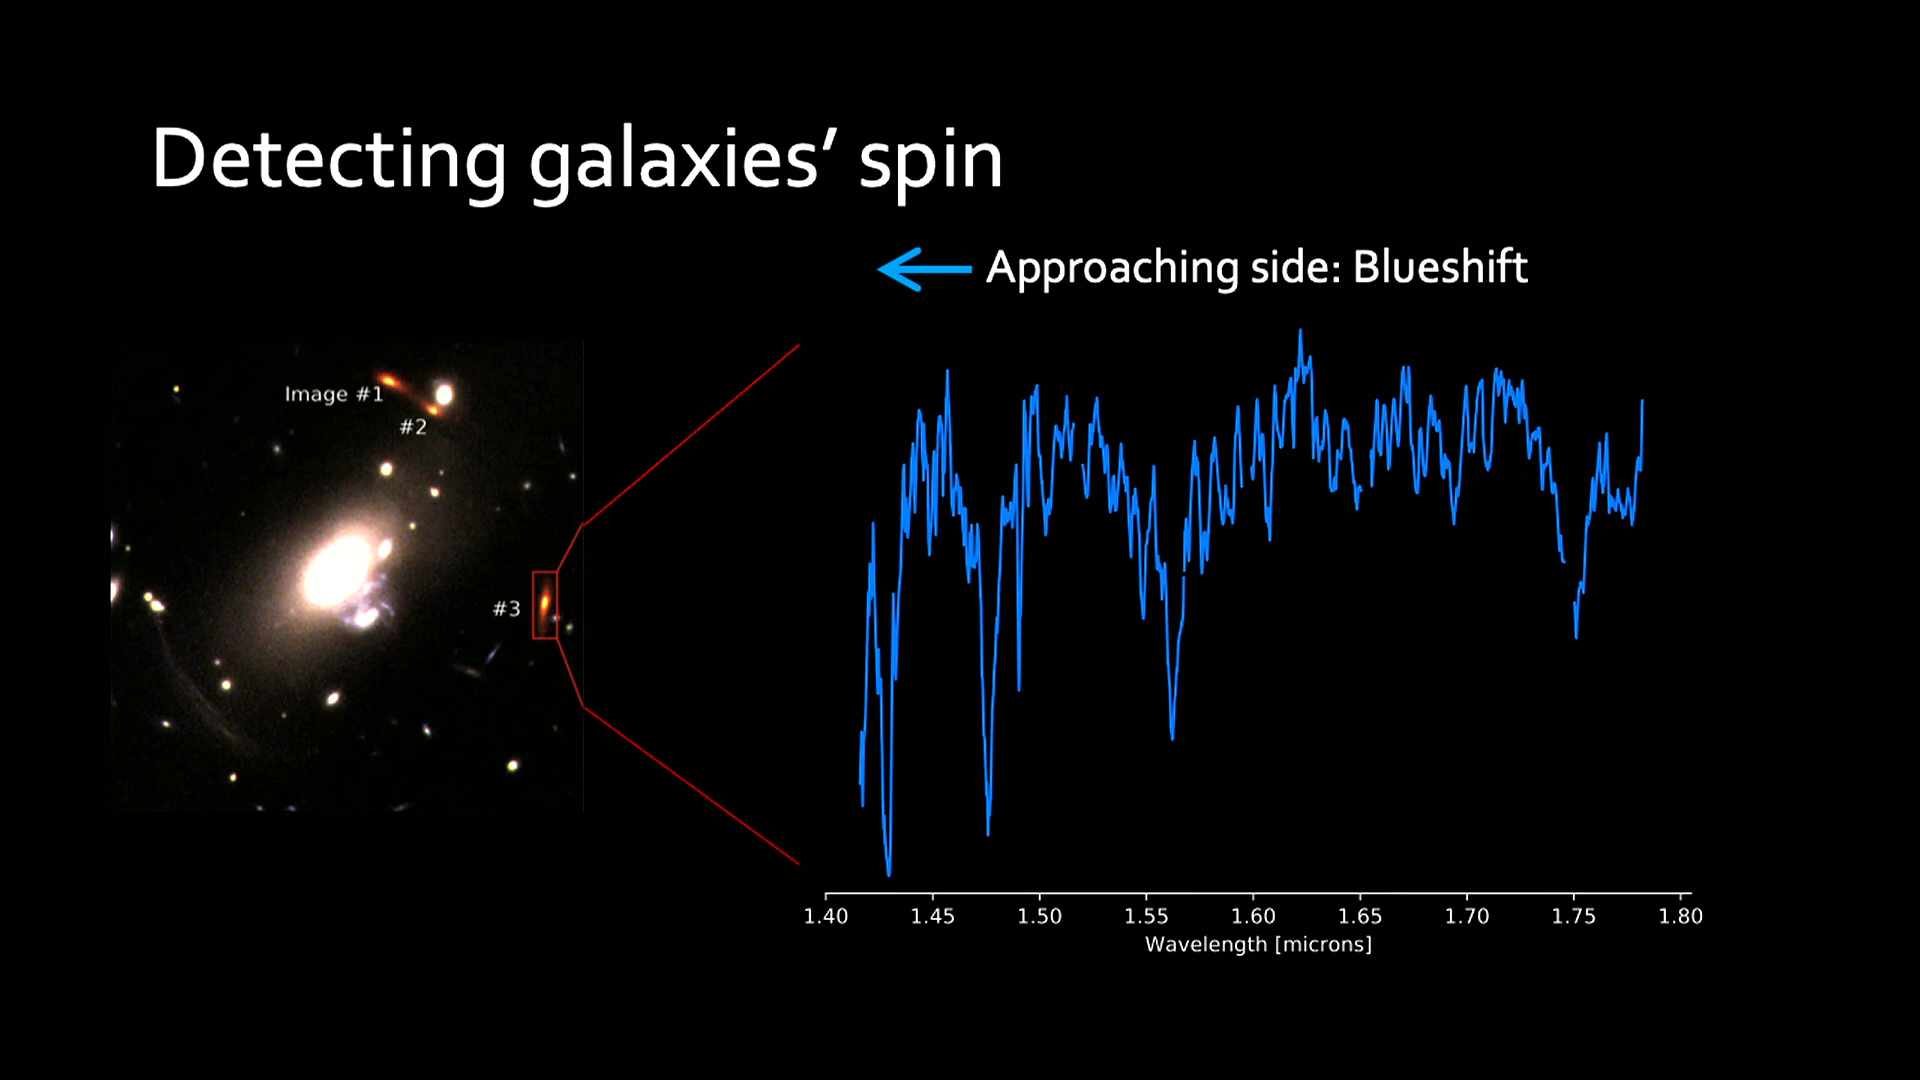 Detecting galaxies’ spin
Approaching side: Blueshift
Image #1
#2
#3
1.40 1.45 1.50 1.55 1.60 1.65 1.70 1.75 1.80
Wavelength [microns]